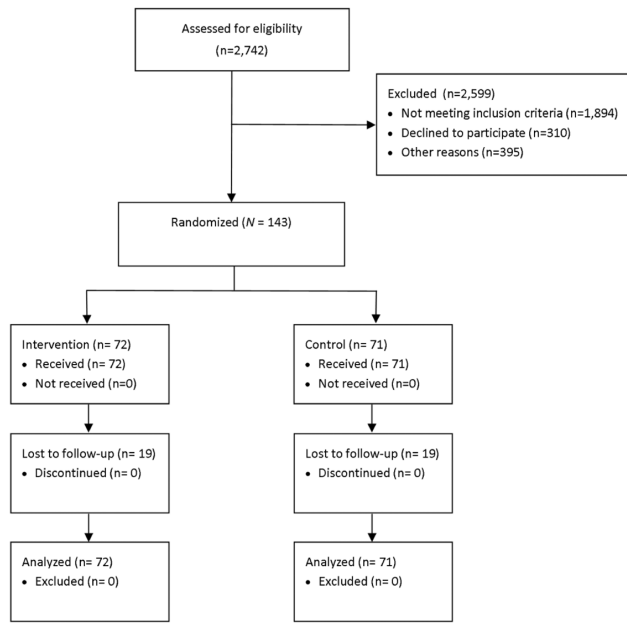 Assessed for eligibility
(n=2,742)
Excluded (n=2,599)
• Not meeting inclusion criteria (n=1,894)
• Declined to participate (n=310)
• Other reasons (n=395)
Randomized (N = 143)
Intervention (n= 72)
• Received (n= 72)
• Not received (n=0)
Control (n= 71)
• Received (n= 71)
• Not received (n=0)
Lost to follow-up (n= 19)
• Discontinued (n= 0)
Lost to follow-up (n= 19)
• Discontinued (n= 0)
Analyzed (n= 72)
• Excluded (n= 0)
Analyzed (n= 71)
• Excluded (n= 0)